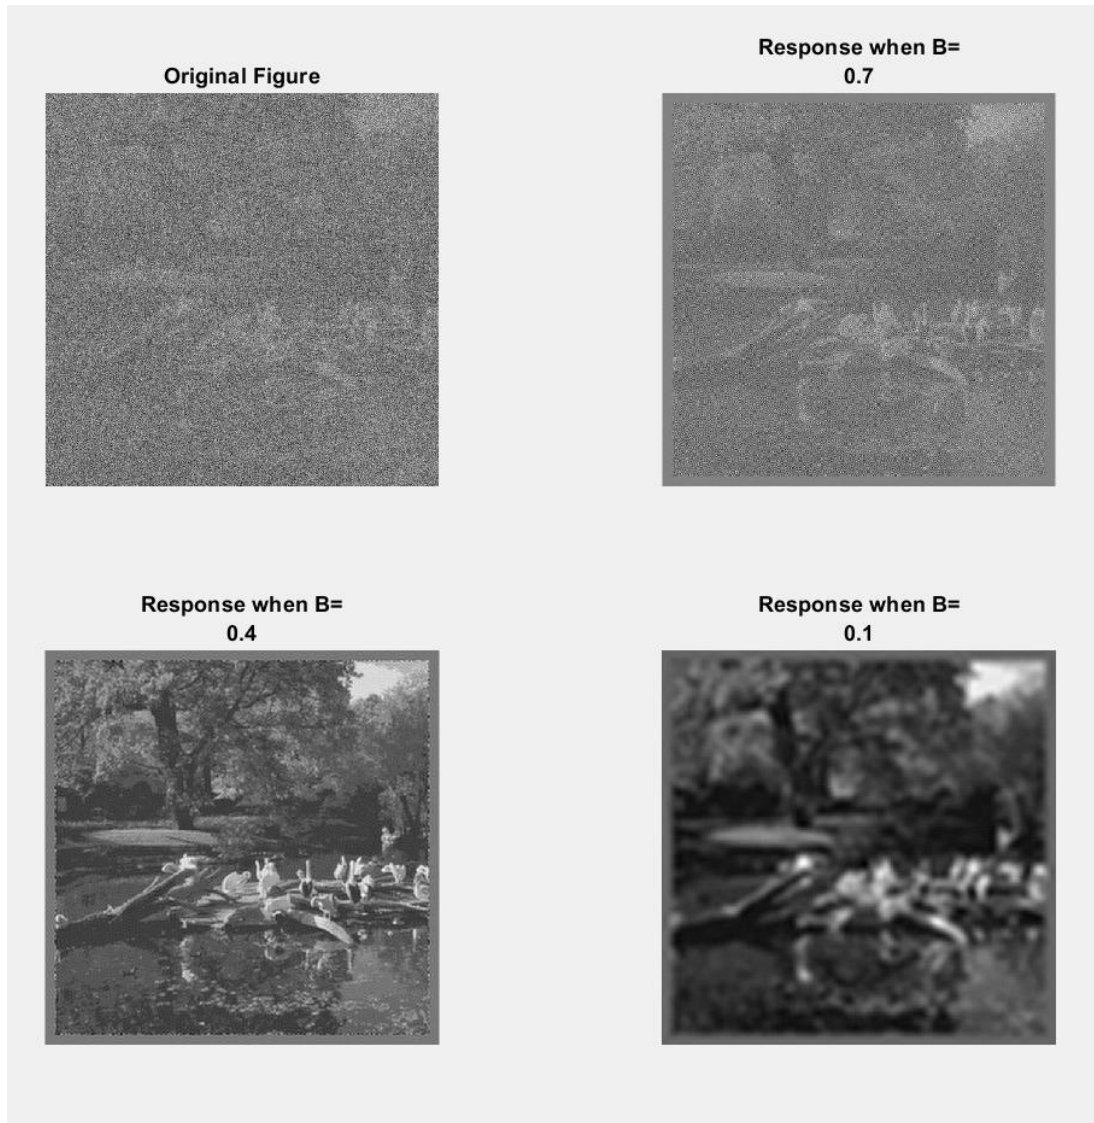 Original Figure
Response when B=
0.7
Response when B=
0.4
Response when B=
0.1